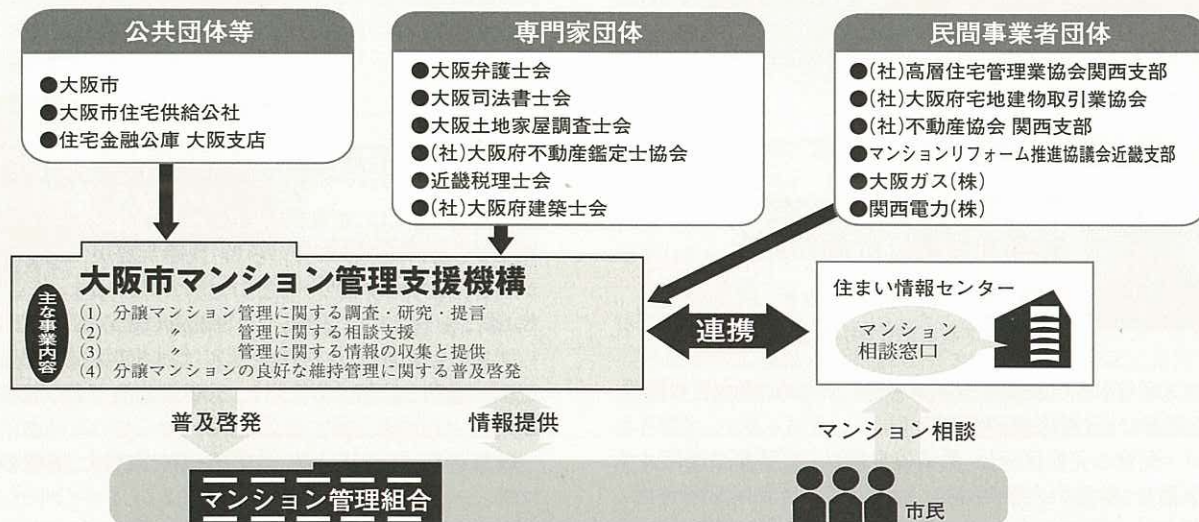 公共団体等
●大阪市
●大阪市住宅供給公社
●住宅金融公庫 大阪支店
専門家団体
●大阪弁護士会
●大阪司法書士会
●大阪土地家屋調査士会
●(社)大阪府不動産鑑定士協会
●近畿税理士会
●(社)大阪府建築士会
民間事業者団体
●(社)高層住宅管理業協会関西支部
●(社)大阪府宅地建物取引業協会
●(社)不動産協会 関西支部
●マンションリフォーム推進協議会近畿支部
●大阪ガス(株)
●関西電力(株)
大阪市マンション管理支援機構
主な事業内容
(1) 分譲マンション管理に関する調査・研究・提言
(2) 〃 管理に関する相談支援
(3) 〃 管理に関する情報の収集と提供
(4) 分譲マンションの良好な維持管理に関する普及啓発
連携
住まい情報センター
マンション
相談窓口
普及啓発
情報提供
マンション相談
マンション管理組合
市民